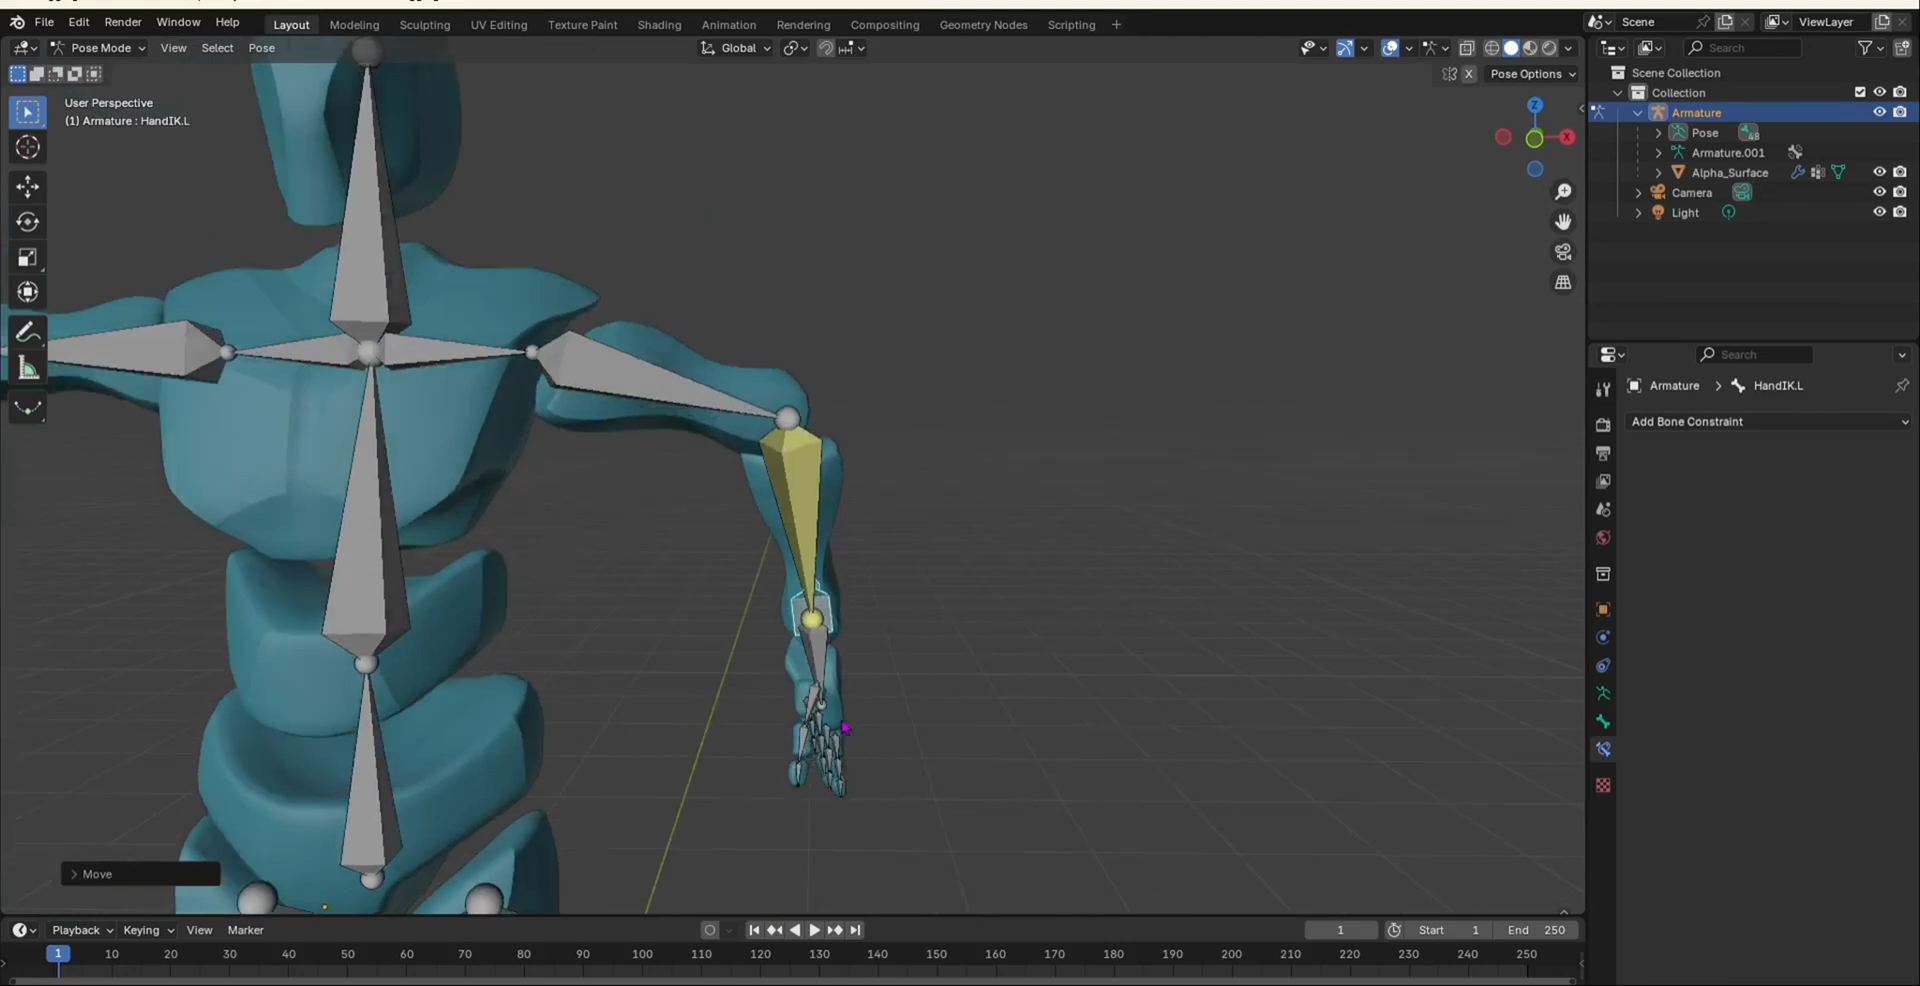 File Edit Render Window Help Layout Modeling Sculpting UV Editing Texture Paint Shading Animation Rendering Compositing Geometry Nodes Scripting + Scene ViewLayer
Pose Mode View Select Pose Global Search
X Pose Options
User Perspective
(1) Armature : HandIK.L
Z
X
Scene Collection
Collection
Armature
Pose 48
Armature.001
Alpha_Surface
Camera
Light
Search
Armature > HandIK.L
Add Bone Constraint
> Move
Playback Keying View Marker 1 Start 1 End 250
1 10 20 30 40 50 60 70 80 90 100 110 120 130 140 150 160 170 180 190 200 210 220 230 240 250